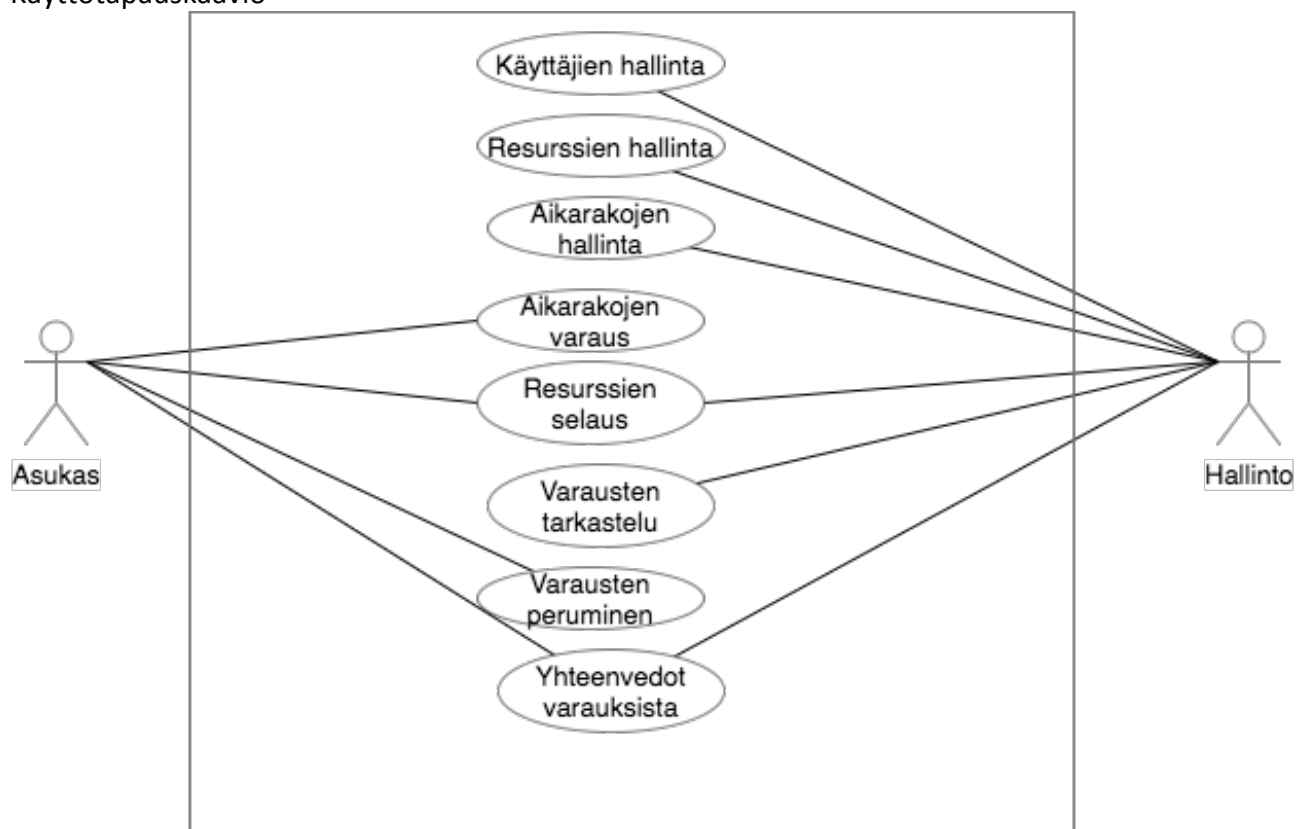 Käyttötapauskaavio
Käyttäjien hallinta
Resurssien hallinta
Aikarakojen
hallinta
Aikarakojen
varaus
Resurssien
selaus
Asukas
Hallinto
Varausten
tarkastelu
Varausten
peruminen
Yhteenvedot
varauksista